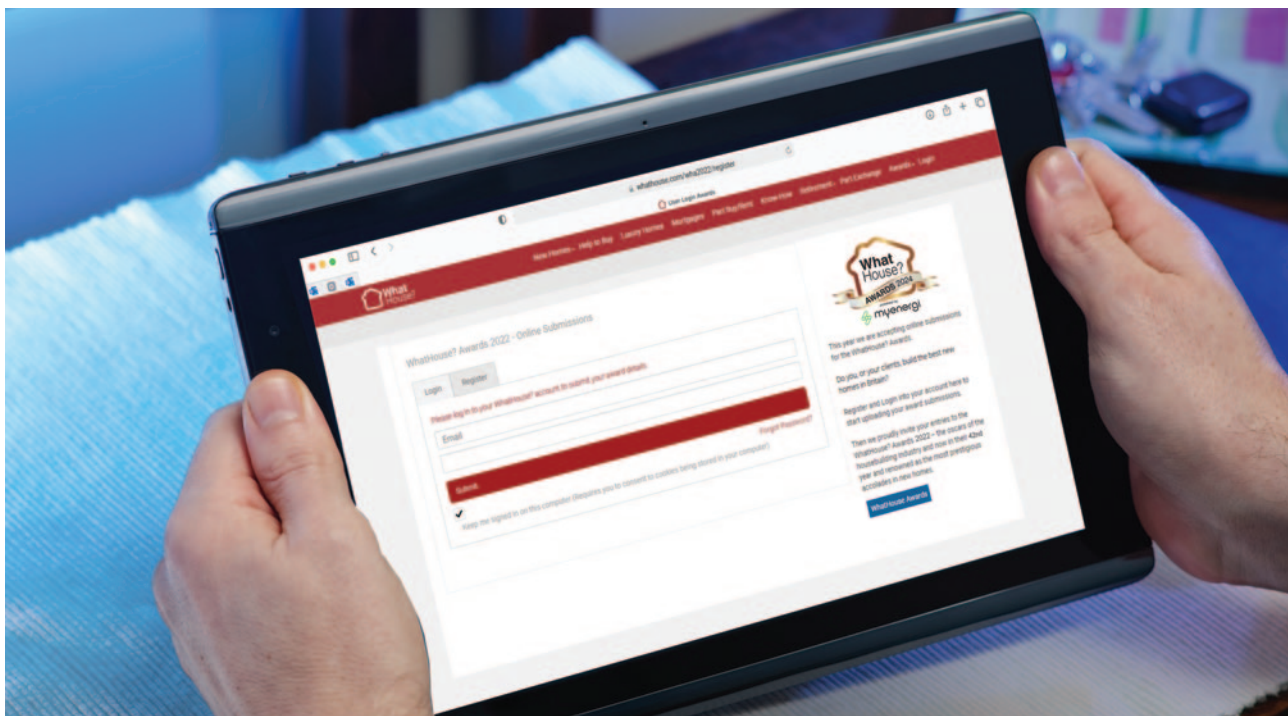 whathouse.com/wha2022/register
User Login Awards
New Homes Help to Buy Luxury Homes Mortgages Part Buy/Rent Know-How Retirement Part Exchange Awards Login
What
House?
WhatHouse? Awards 2022 - Online Submissions
Login Register
Please log in to your WhatHouse? account to submit your award details
Email
Submit
Forgot Password?
Keep me signed in on this computer (Requires you to consent to cookies being stored in your computer)
What
House?
AWARDS 2024
myenergi
This year we are accepting online submissions
for the WhatHouse? Awards.
Do you, or your clients, build the best new
homes in Britain?
Register and Login into your account here to
start uploading your award submissions.
Then we proudly invite your entries to the
WhatHouse? Awards 2022 – the oscars of the
housebuilding industry and now in their 42nd
year and renowned as the most prestigious
accolades in new homes.
WhatHouse Awards